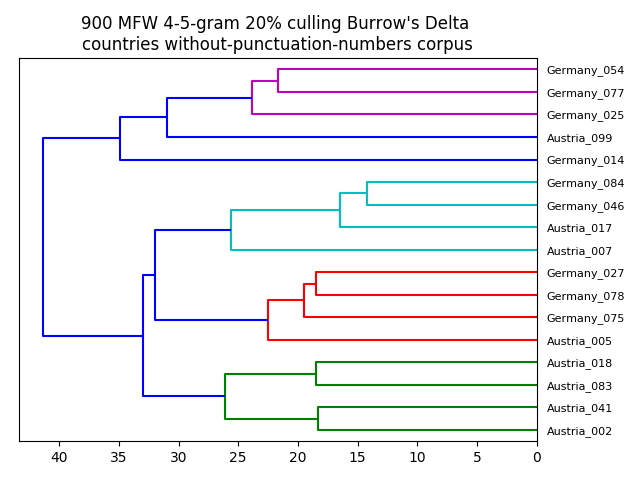 900 MFW 4-5-gram 20% culling Burrow's Delta
countries without-punctuation-numbers corpus
Germany_054
Germany_077
Germany_025
Austria_099
Germany_014
Germany_084
Germany_046
Austria_017
Austria_007
Germany_027
Germany_078
Germany_075
Austria_005
Austria_018
Austria_083
Austria_041
Austria_002
40 35 30 25 20 15 10 5 0